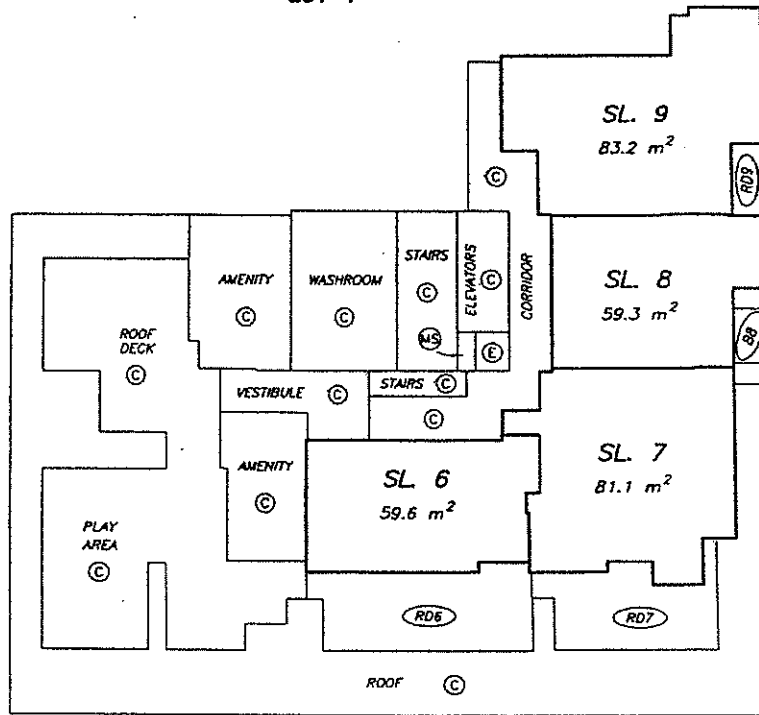 SL. 9
83.2 m²
RD9
C
AMENITY
C
WASHROOM
C
STAIRS
C
ELEVATORS
C
CORRIDOR
SL. 8
59.3 m²
B8
MS
E
ROOF
DECK
C
VESTIBULE C
STAIRS C
C
AMENITY
C
SL. 6
59.6 m²
SL. 7
81.1 m²
PLAY
AREA
C
RD6
RD7
ROOF C